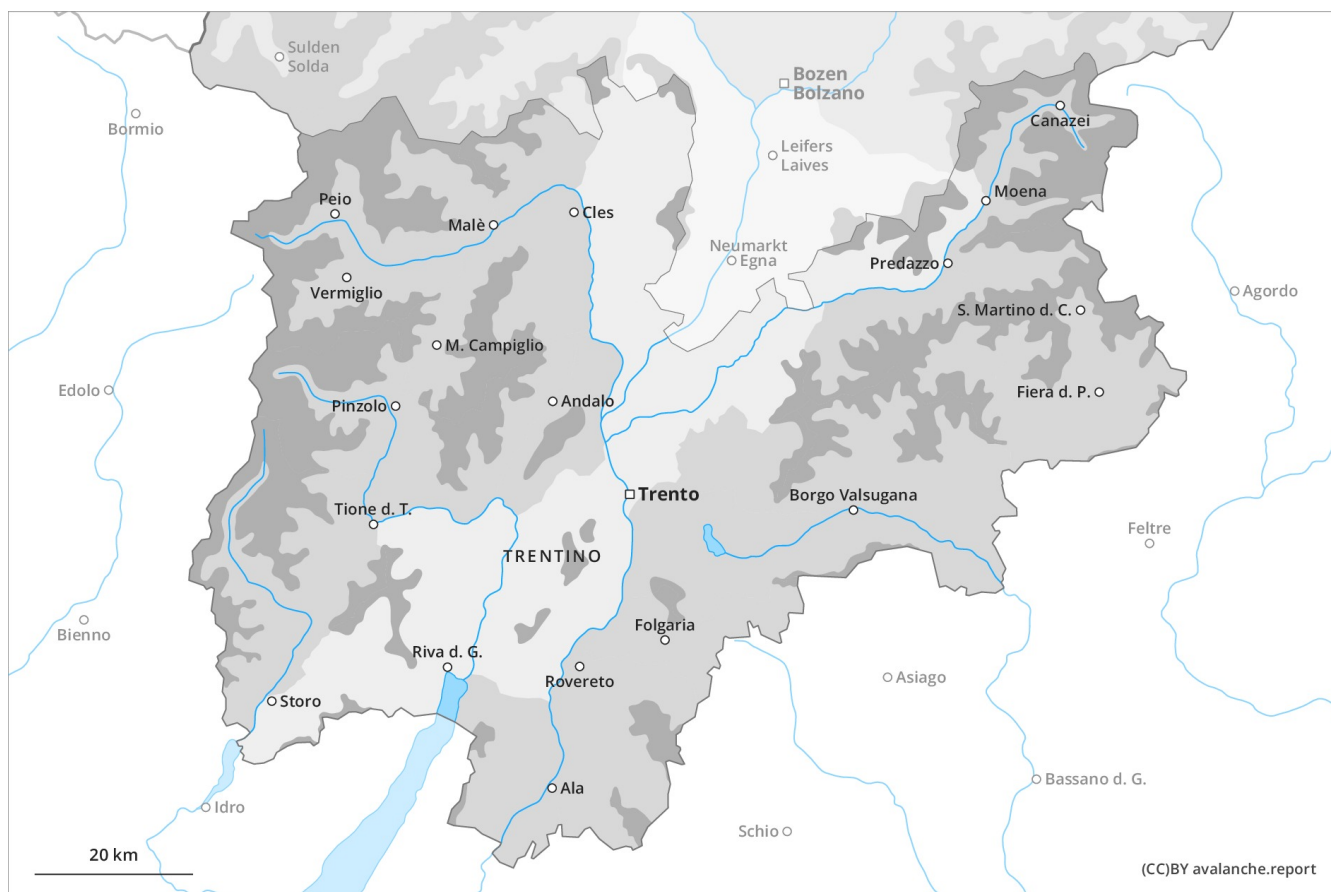 Sulden
Solda
Bozen
Bolzano
Bormio
Canazei
Leifers
Laives
Moena
Peio
Cles
Malè
Neumarkt
Egna
Predazzo
Vermiglio
Agordo
S. Martino d. C.
M. Campiglio
Edolo
Fiera d. P.
Andalo
Pinzolo
Trento
Borgo Valsugana
Tione d. T.
Feltre
TRENTINO
Bienno
Folgaria
Riva d. G.
Asiago
Rovereto
Storo
Bassano d. G.
Ala
Idro
Schio
20 km
(CC)BY avalanche.report